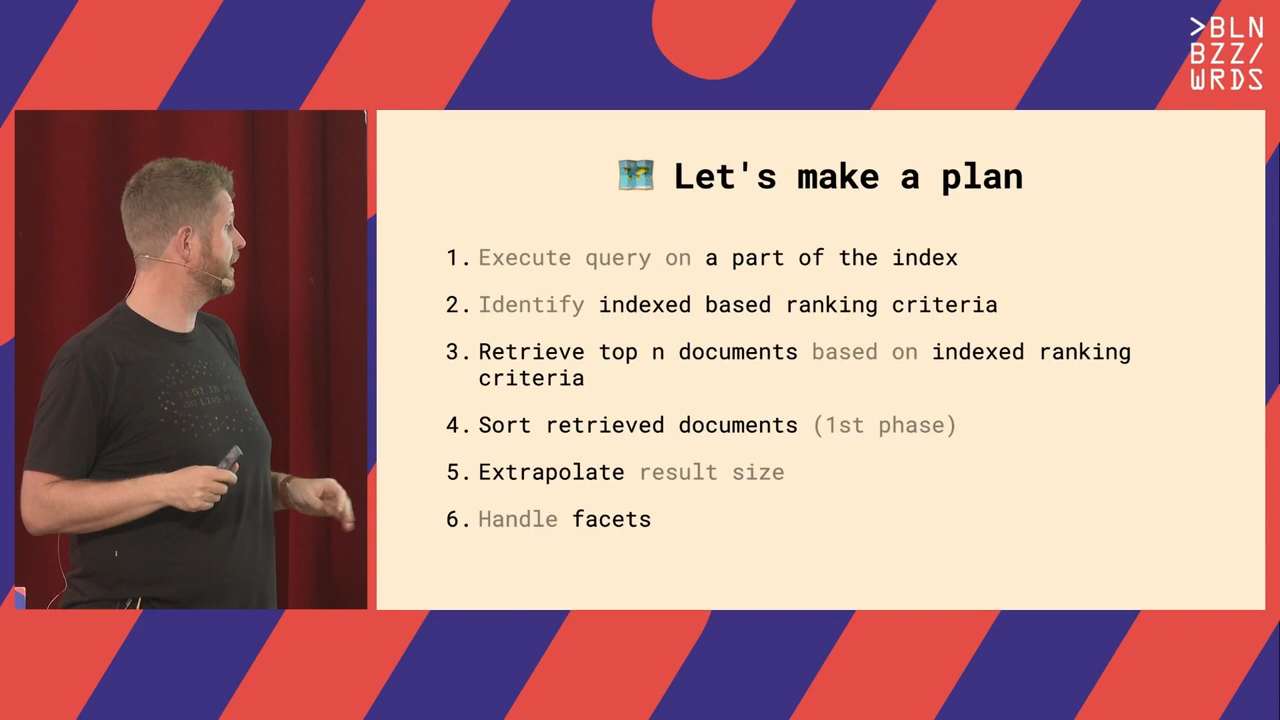 >BLN
BZZ/
WRDS
Let's make a plan
1. Execute query on a part of the index
2. Identify indexed based ranking criteria
3. Retrieve top n documents based on indexed ranking
criteria
4. Sort retrieved documents (1st phase)
5. Extrapolate result size
6. Handle facets